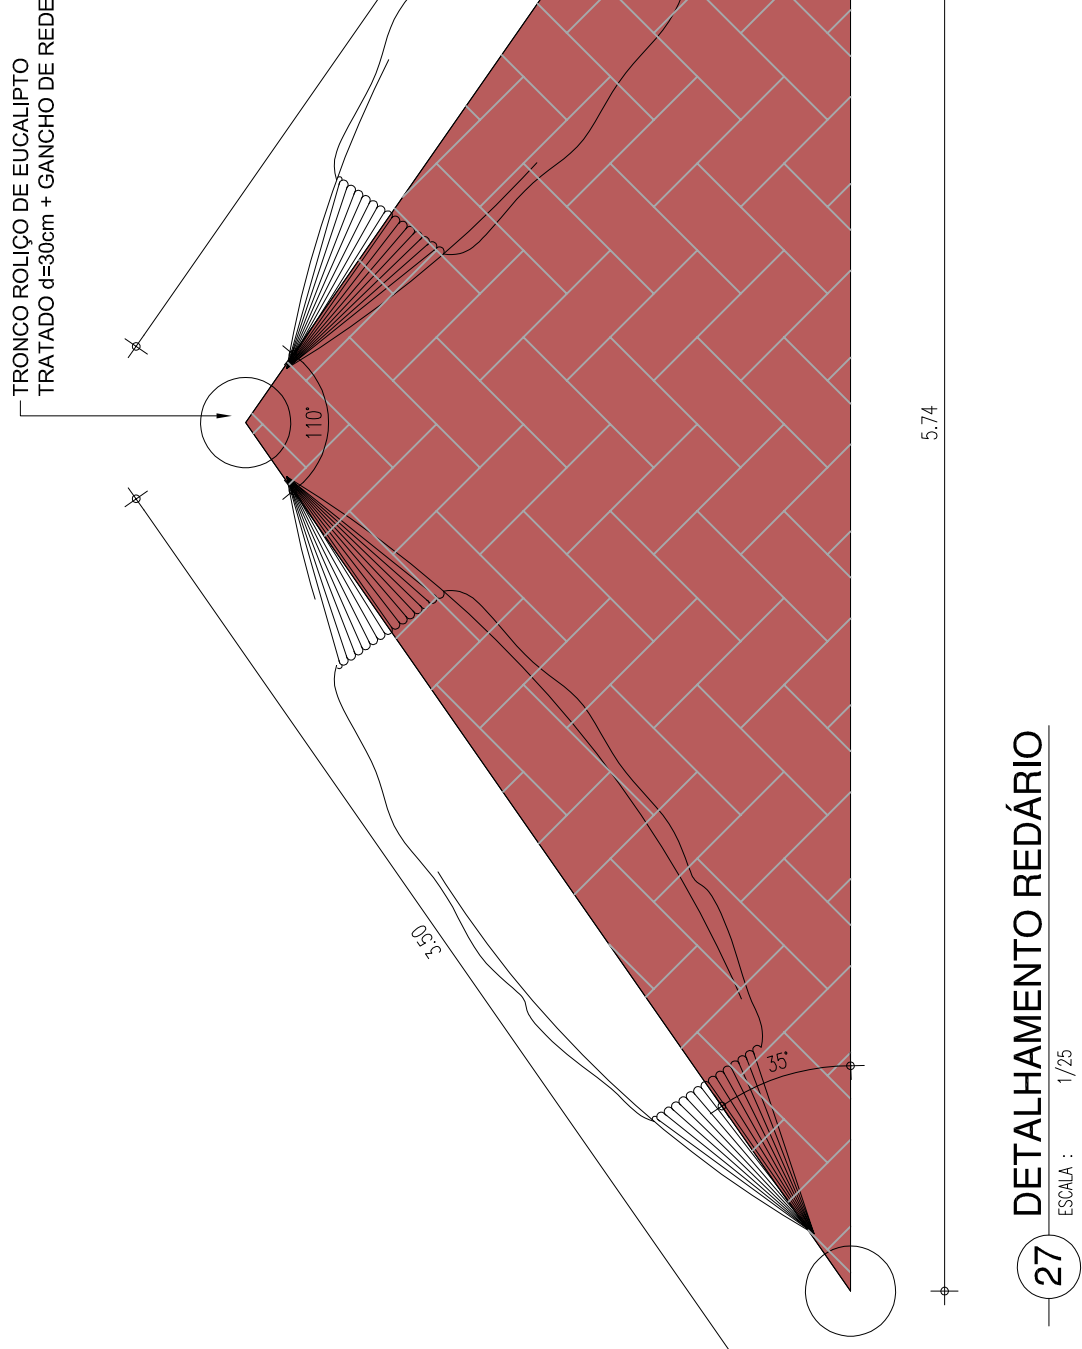 TRONCO ROLIÇO DE EUCALIPTO
TRATADO d=30cm + GANCHO DE REDE
110°
5.74
3.50
35°
27
DETALHAMENTO REDÁRIO
ESCALA : 1/25